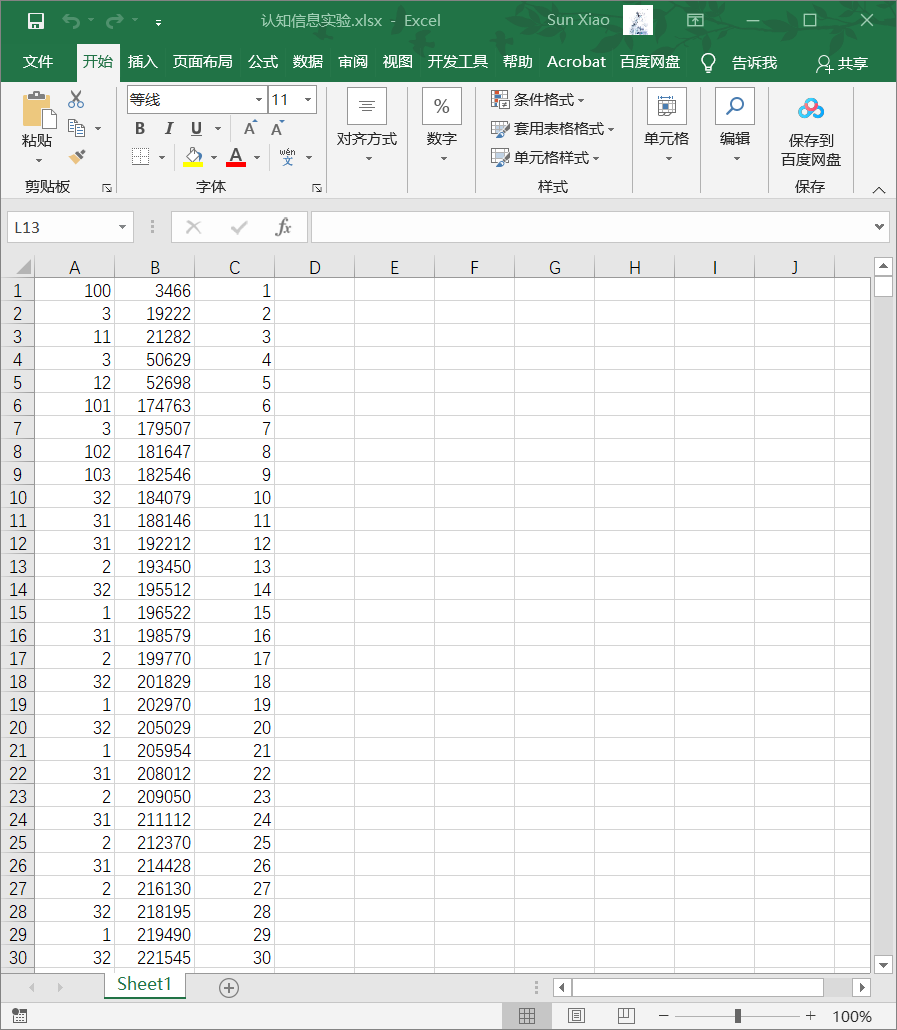 认知信息实验.xlsx - Excel Sun Xiao
文件 开始 插入 页面布局 公式 数据 审阅 视图 开发工具 帮助 Acrobat 百度网盘 告诉我 共享
粘贴 等线 11 B I U A A A wén 文 对齐方式 % 数字 条件格式 套用表格格式 单元格样式 单元格 编辑 保存到 百度网盘
剪贴板 字体 样式 保存
L13 fx
A B C D E F G H I J
1 100 3466 1
2 3 19222 2
3 11 21282 3
4 3 50629 4
5 12 52698 5
6 101 174763 6
7 3 179507 7
8 102 181647 8
9 103 182546 9
10 32 184079 10
11 31 188146 11
12 31 192212 12
13 2 193450 13
14 32 195512 14
15 1 196522 15
16 31 198579 16
17 2 199770 17
18 32 201829 18
19 1 202970 19
20 32 205029 20
21 1 205954 21
22 31 208012 22
23 2 209050 23
24 31 211112 24
25 2 212370 25
26 31 214428 26
27 2 216130 27
28 32 218195 28
29 1 219490 29
30 32 221545 30
Sheet1
100%